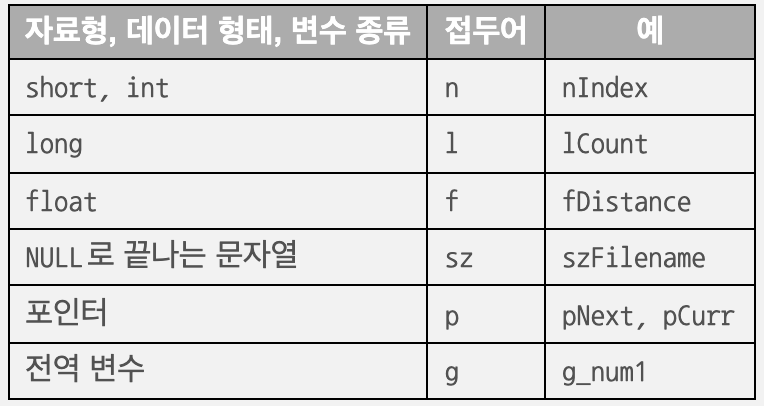 자료형, 데이터 형태, 변수 종류 접두어 예
short, int n nIndex
long l lCount
float f fDistance
NULL로 끝나는 문자열 sz szFilename
포인터 p pNext, pCurr
전역 변수 g g_num1